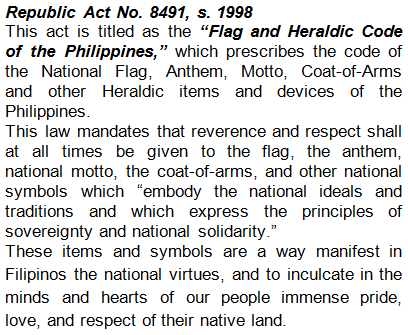 Republic Act No. 8491, s. 1998
This act is titled as the “Flag and Heraldic Code
of the Philippines,” which prescribes the code of
the National Flag, Anthem, Motto, Coat-of-Arms
and other Heraldic items and devices of the
Philippines.
This law mandates that reverence and respect shall
at all times be given to the flag, the anthem,
national motto, the coat-of-arms, and other national
symbols which “embody the national ideals and
traditions and which express the principles of
sovereignty and national solidarity.”
These items and symbols are a way manifest in
Filipinos the national virtues, and to inculcate in the
minds and hearts of our people immense pride,
love, and respect of their native land.